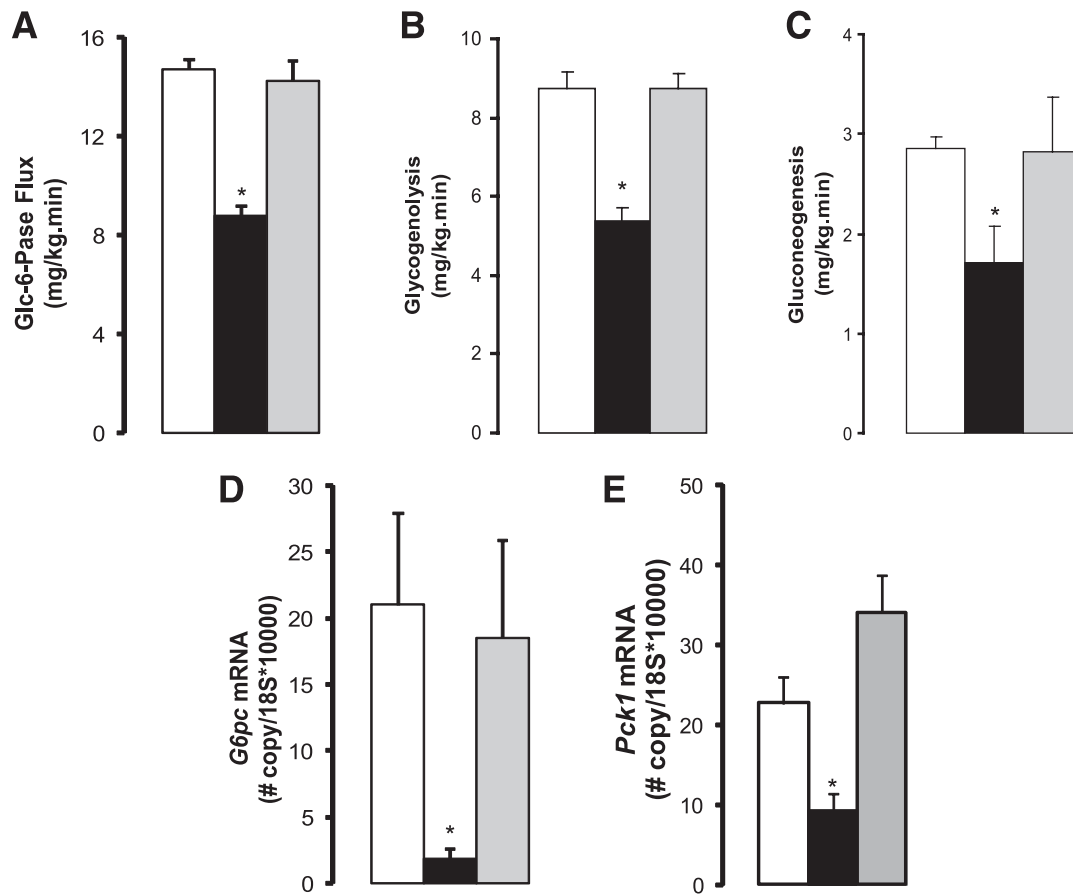 A
16
12
8
4
0
Glc-6-Pase Flux
(mg/kg.min)
*
B
10
8
6
4
2
0
Glycogenolysis
(mg/kg.min)
*
C
4
3
2
1
0
Gluconeogenesis
(mg/kg.min)
*
D
30
25
20
15
10
5
0
G6pc mRNA
(# copy/18S*10000)
*
E
50
40
30
20
10
0
Pck1 mRNA
(# copy/18S*10000)
*